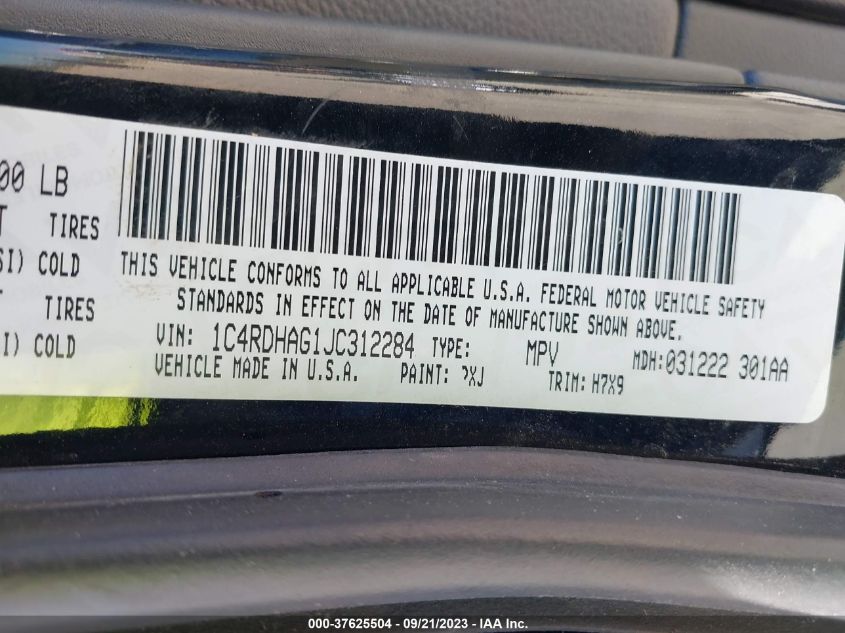 00 LB
TIRES
SI) COLD
TIRES
I) COLD
THIS VEHICLE CONFORMS TO ALL APPLICABLE U.S.A. FEDERAL MOTOR VEHICLE SAFETY
STANDARDS IN EFFECT ON THE DATE OF MANUFACTURE SHOWN ABOVE.
VIN: 1C4RDHAG1JC312284 TYPE: MPV MDH:031222 301AA
VEHICLE MADE IN U.S.A. PAINT: PXJ TRIM: H7X9
000-37625504 - 09/21/2023 - IAA Inc.